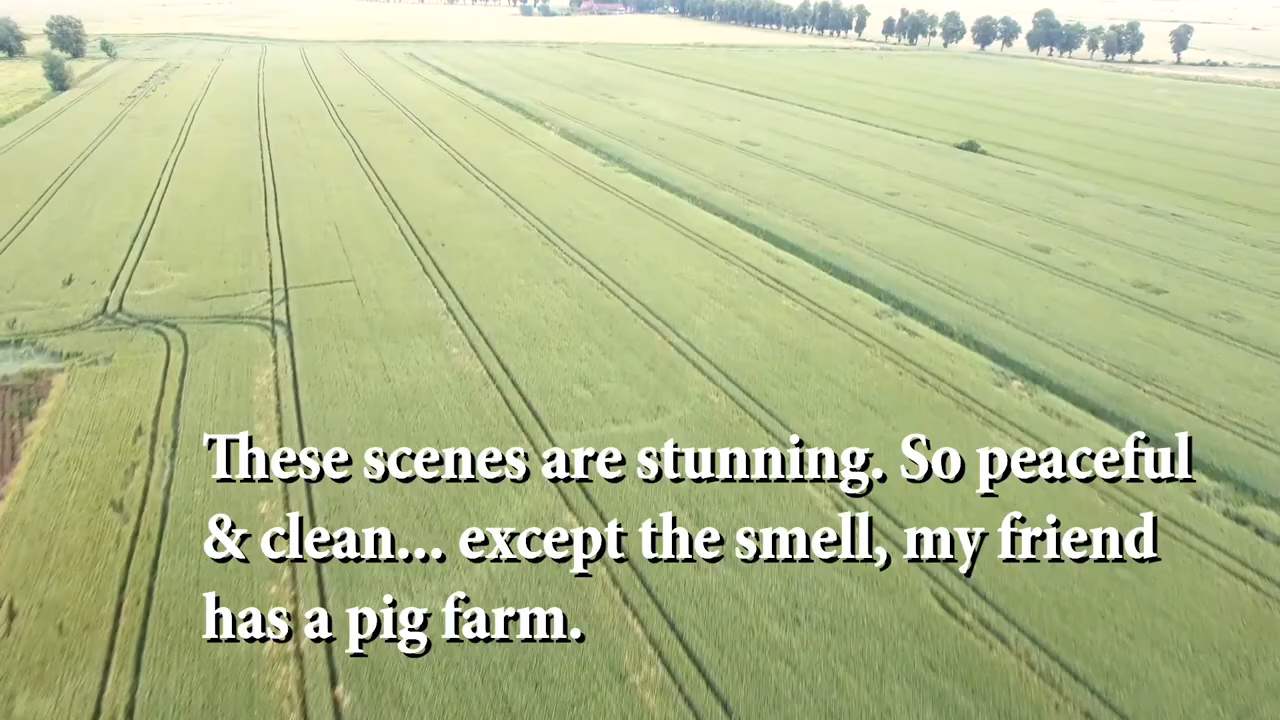 These scenes are stunning. So peaceful
& clean... except the smell, my friend
has a pig farm.